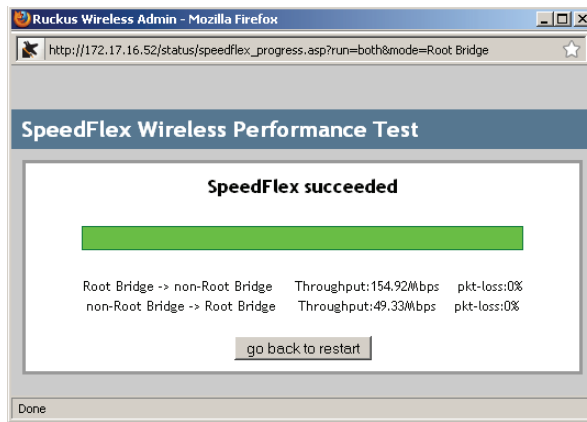 Ruckus Wireless Admin - Mozilla Firefox
http://172.17.16.52/status/speedflex_progress.asp?run=both&mode=Root Bridge
SpeedFlex Wireless Performance Test
SpeedFlex succeeded
Root Bridge -> non-Root Bridge Throughput:154.92Mbps pkt-loss:0%
non-Root Bridge -> Root Bridge Throughput:49.33Mbps pkt-loss:0%
go back to restart
Done